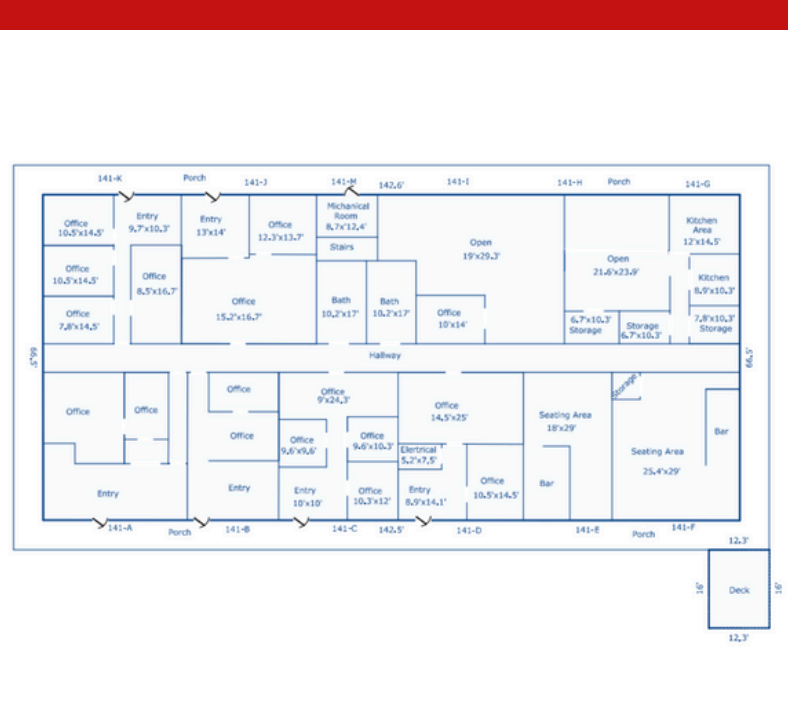 141-K
Porch
141-J
141-M
142.6'
141-I
141-H
Porch
141-G
Office
10.5'x14.5'
Entry
9.7'x10.3'
Entry
13'x14'
Office
12.3'x13.7'
Michanical
Room
8.7'x'12.4'
Stairs
Open
19'x29.3'
Kitchen
Area
12'x14.5'
Office
10.5'x14.5'
Office
8.5'x16.7'
Open
21.6'x23.9'
Kitchen
8.9'x10.3'
Office
7.8'x14.5'
Office
15.2'x16.7'
Bath
10.2'x17'
Bath
10.2'x17'
Office
10'x14'
6.7'x10.3'
Storage
Storage
6.7'x10.3'
7.8'x10.3'
Storage
66.5'
Hallway
66.5'
Office
Office
Office
Office
9'x24.3'
Office
14.5'x25'
Storage
Seating Area
18'x29'
Bar
Office
Office
9.6'x9.6'
Office
9.6'x10.3'
Elertrical
5.2'x7.5'
Seating Area
25.4'x29'
Entry
Entry
Entry
10'x10'
Office
10.3'x12'
Entry
8.9'x14.1'
Office
10.5'x14.5'
Bar
141-A
Porch
141-B
141-C
142.5'
141-D
141-E
Porch
141-F
12.3'
16'
Deck
16'
12.3'